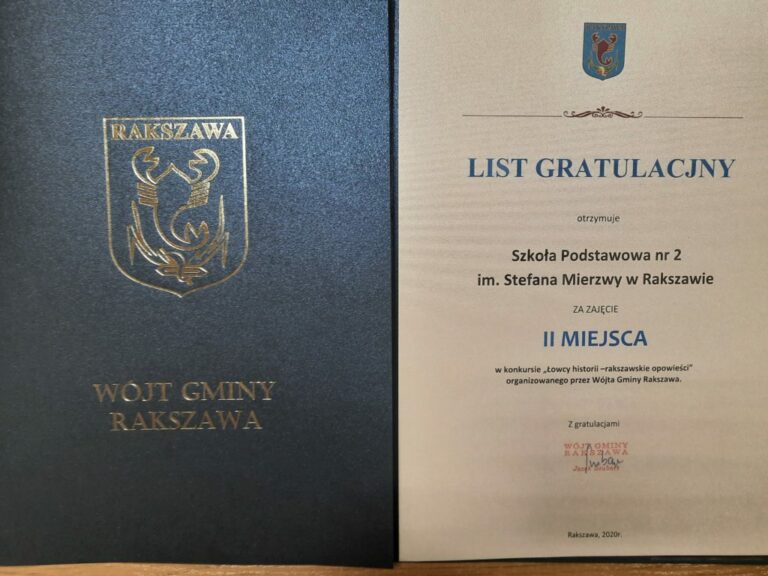 RAKSZAWA
WÓJT GMINY
RAKSZAWA
LIST GRATULACJNY
otrzymuje
Szkoła Podstawowa nr 2
im. Stefana Mierzwy w Rakszawie
ZA ZAJĘCIE
II MIEJSCA
w konkursie „Łowcy historii –rakszawskie opowieści”
organizowanego przez Wójta Gminy Rakszawa.
Z gratulacjami
WÓJT GMINY
RAKSZAWA
Rakszawa, 2020r.